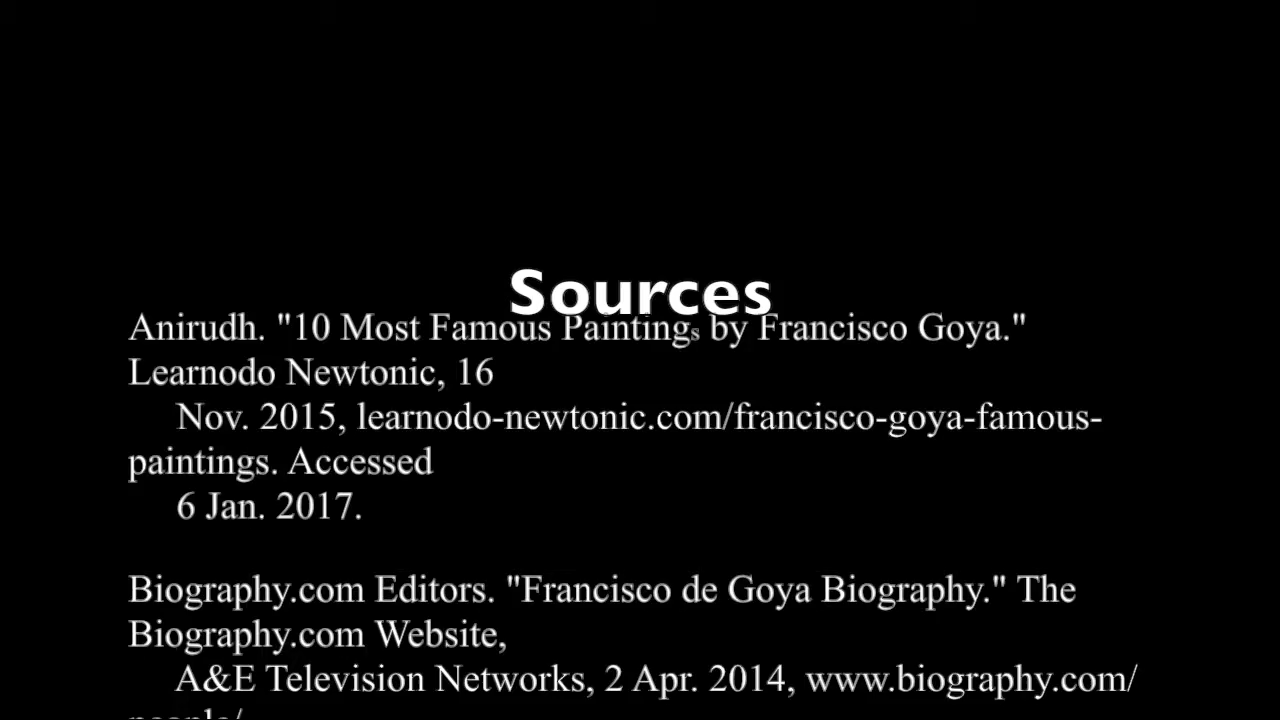 Sources
Anirudh. "10 Most Famous Paintings by Francisco Goya."
Learnodo Newtonic, 16
Nov. 2015, learnodo-newtonic.com/francisco-goya-famous-
paintings. Accessed
6 Jan. 2017.
Biography.com Editors. "Francisco de Goya Biography." The
Biography.com Website,
A&E Television Networks, 2 Apr. 2014, www.biography.com/
people/